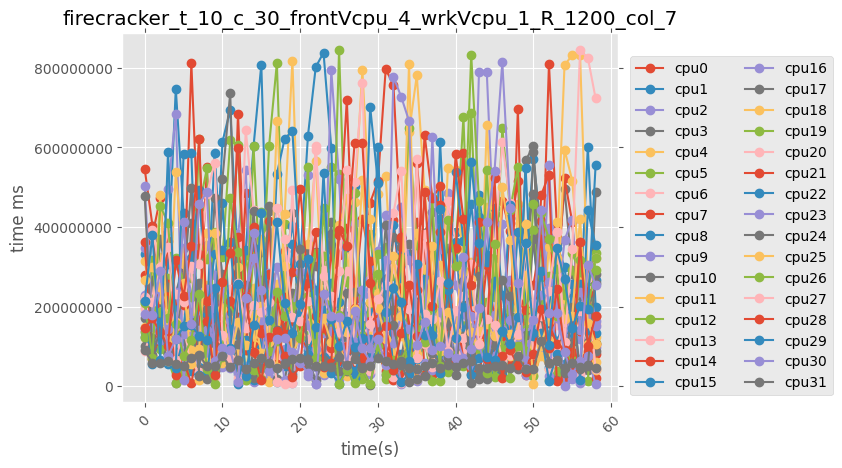 firecracker_t_10_c_30_frontVcpu_4_wrkVcpu_1_R_1200_col_7
time ms
800000000
600000000
400000000
200000000
0
0
10
20
30
40
50
60
time(s)
cpu0
cpu1
cpu2
cpu3
cpu4
cpu5
cpu6
cpu7
cpu8
cpu9
cpu10
cpu11
cpu12
cpu13
cpu14
cpu15
cpu16
cpu17
cpu18
cpu19
cpu20
cpu21
cpu22
cpu23
cpu24
cpu25
cpu26
cpu27
cpu28
cpu29
cpu30
cpu31